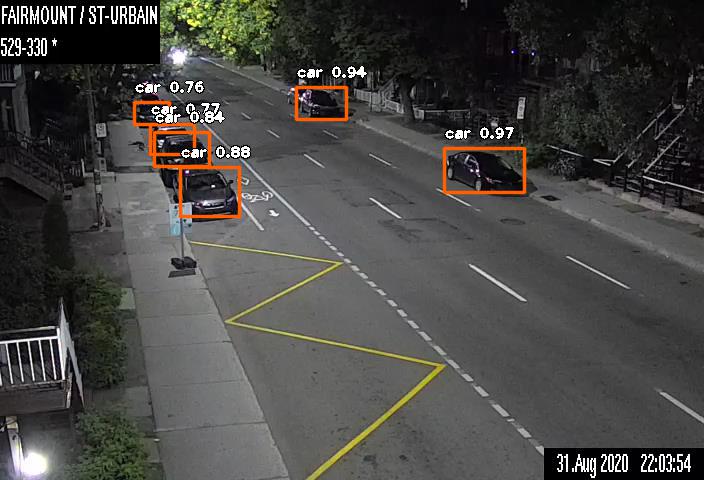 FAIRMOUNT / ST-URBAIN
529-330 *
car 0.94
car 0.76
car 0.77
car 0.84
car 0.97
car 0.88
31.Aug 2020 22:03:54